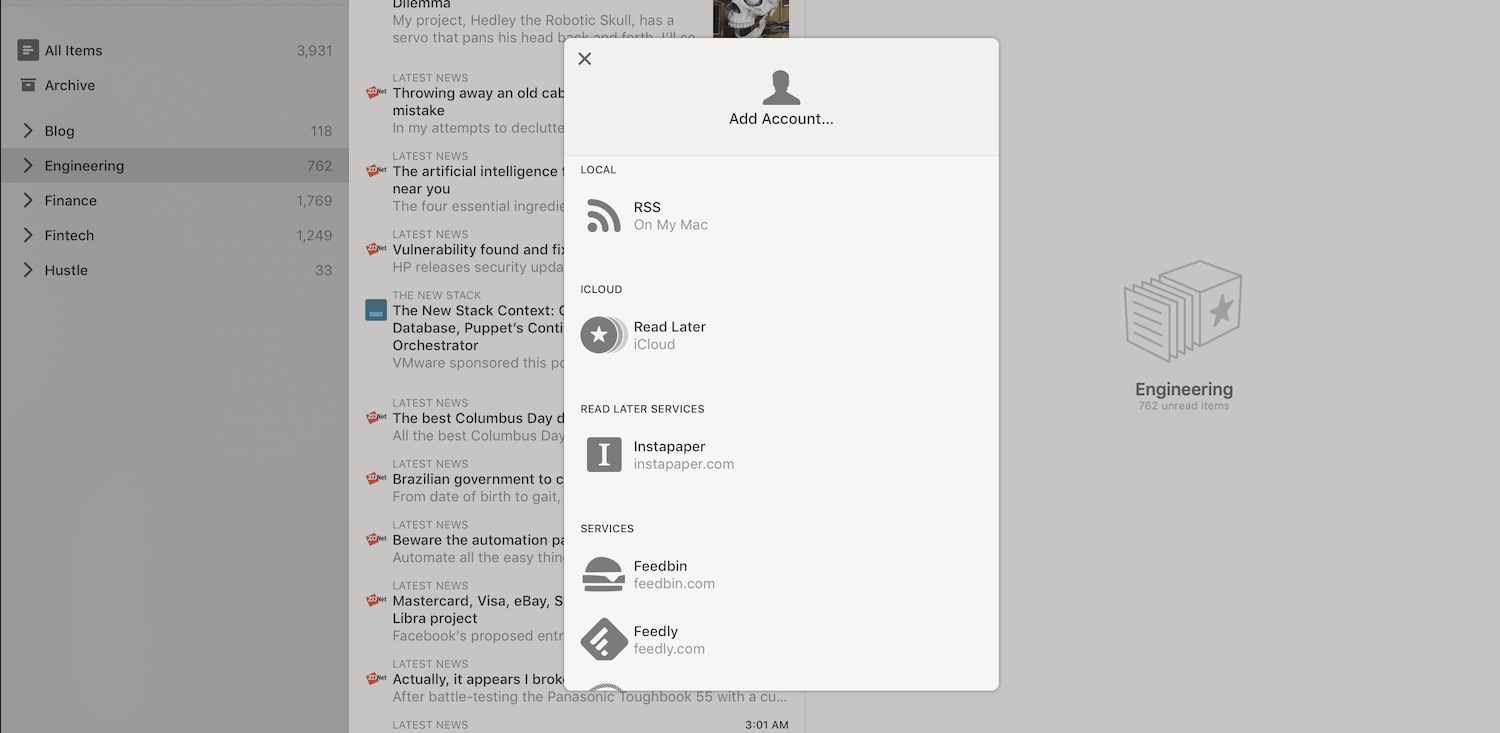 All Items 3,931
Archive
Blog 118
Engineering 762
Finance 1,769
Fintech 1,249
Hustle 33
Dilemma
My project, Hedley the Robotic Skull, has a
servo that pans his head back and forth. I'll so
LATEST NEWS
Throwing away an old cab
mistake
In my attempts to declutte
LATEST NEWS
The artificial intelligence
near you
The four essential ingredie
LATEST NEWS
Vulnerability found and fix
HP releases security upda
THE NEW STACK
The New Stack Context:
Database, Puppet's Conti
Orchestrator
VMware sponsored this po
LATEST NEWS
The best Columbus Day d
All the best Columbus Day
LATEST NEWS
Brazilian government to c
From date of birth to gait,
LATEST NEWS
Beware the automation pa
Automate all the easy thin
LATEST NEWS
Mastercard, Visa, eBay, S
Libra project
Facebook's proposed entr
LATEST NEWS
Actually, it appears I brok
After battle-testing the Panasonic Toughbook 55 with a cu...
LATEST NEWS 3:01 AM
Add Account...
LOCAL
RSS
On My Mac
ICLOUD
Read Later
iCloud
READ LATER SERVICES
I
Instapaper
instapaper.com
SERVICES
Feedbin
feedbin.com
Feedly
feedly.com
Engineering
762 unread items